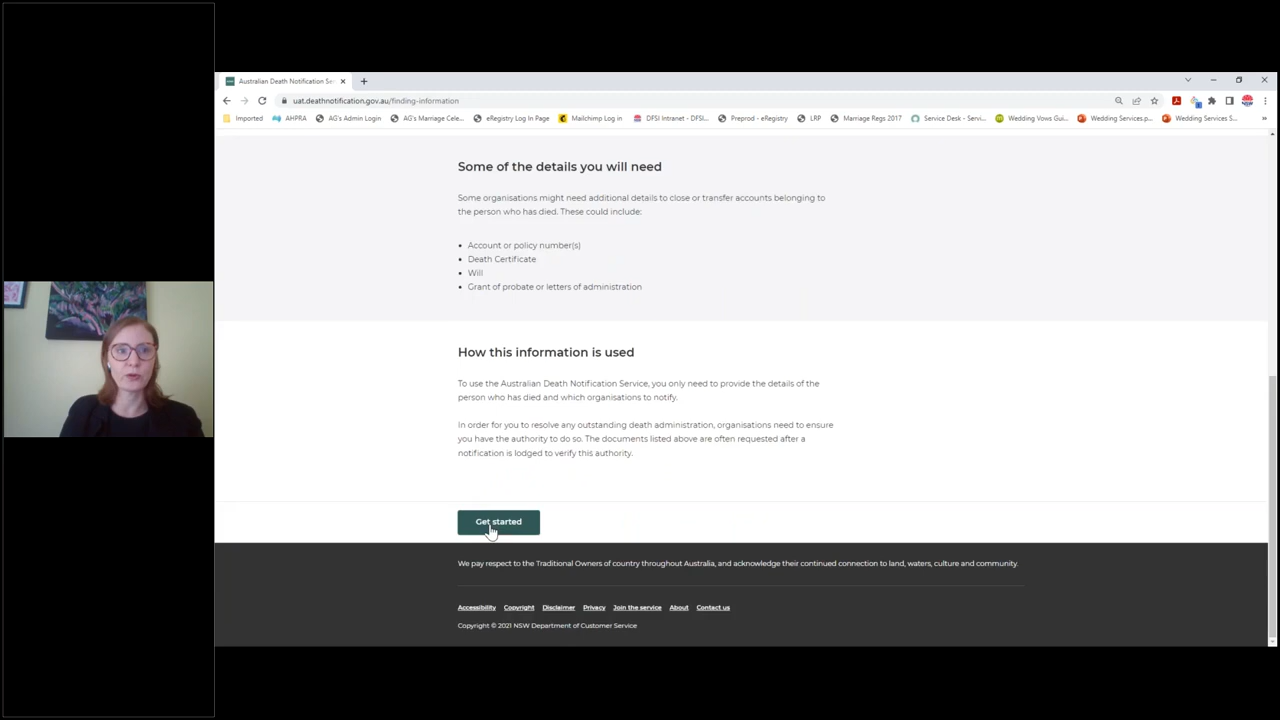 Australian Death Notification Se
uat.deathnotification.gov.au/finding-information
Imported AHPRA AG's Admin Login AG's Marriage Cele... eRegistry Log In Page Mailchimp Log in DFSI Intranet - DFSI... Preprod - eRegistry LRP Marriage Regs 2017 Service Desk - Servi... Wedding Vows Gui... Wedding Services.p... Wedding Services S... »
Some of the details you will need
Some organisations might need additional details to close or transfer accounts belonging to
the person who has died. These could include:
• Account or policy number(s)
• Death Certificate
• Will
• Grant of probate or letters of administration
How this information is used
To use the Australian Death Notification Service, you only need to provide the details of the
person who has died and which organisations to notify.
In order for you to resolve any outstanding death administration, organisations need to ensure
you have the authority to do so. The documents listed above are often requested after a
notification is lodged to verify this authority.
Get started
We pay respect to the Traditional Owners of country throughout Australia, and acknowledge their continued connection to land, waters, culture and community.
Accessibility Copyright Disclaimer Privacy Join the service About Contact us
Copyright © 2021 NSW Department of Customer Service